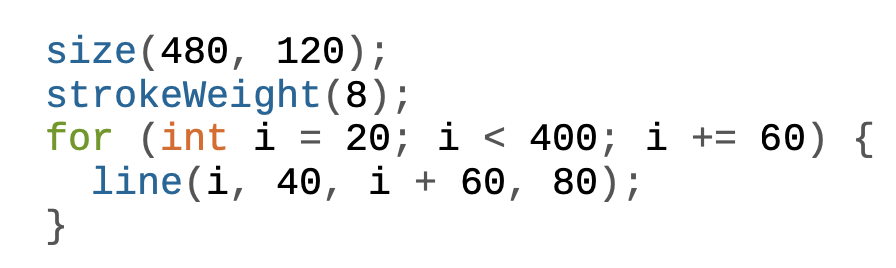 size(480, 120);
strokeWeight(8);
for (int i = 20; i < 400; i += 60) {
  line(i, 40, i + 60, 80);
}